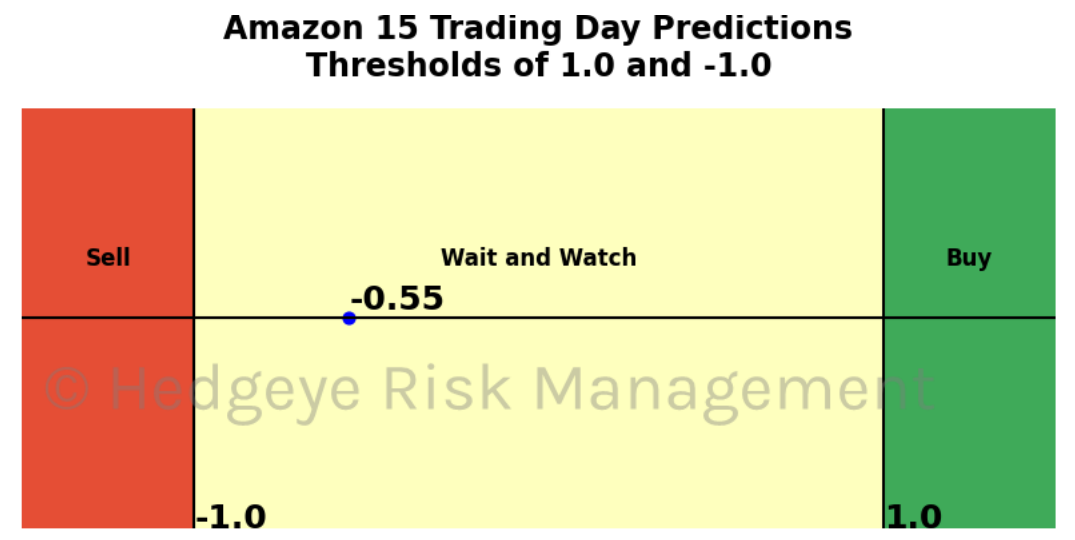 Amazon 15 Trading Day Predictions
Thresholds of 1.0 and -1.0
Sell
Wait and Watch
Buy
-0.55
© Hedgeye Risk Management
-1.0
1.0